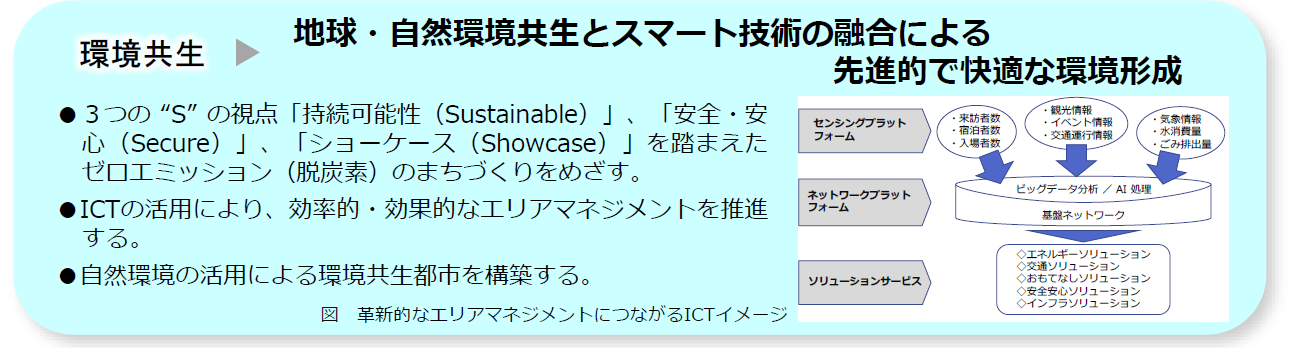 環境共生
地球・自然環境共生とスマート技術の融合による
先進的で快適な環境形成
●３つの “S” の視点「持続可能性（Sustainable）」、「安全・安
心（Secure）」、「ショーケース（Showcase）」を踏まえた
ゼロエミッション（脱炭素）のまちづくりをめざす。
●ICTの活用により、効率的・効果的なエリアマネジメントを推進
する。
●自然環境の活用による環境共生都市を構築する。
図　革新的なエリアマネジメントにつながるICTイメージ
センシングプラット
フォーム
・来訪者数
・宿泊者数
・入場者数
・観光情報
・イベント情報
・交通運行情報
・気象情報
・水消費量
・ごみ排出量
ネットワークプラット
フォーム
ビッグデータ分析 ／ AI 処理
基盤ネットワーク
ソリューションサービス
◇エネルギーソリューション
◇交通ソリューション
◇おもてなしソリューション
◇安全安心ソリューション
◇インフラソリューション